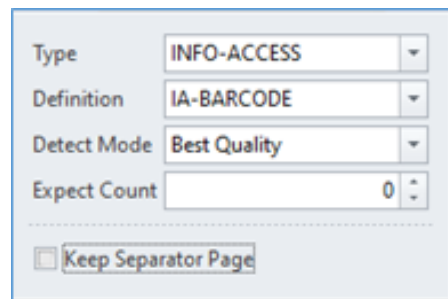 Type INFO-ACCESS
Definition IA-BARCODE
Detect Mode Best Quality
Expect Count 0
Keep Separator Page